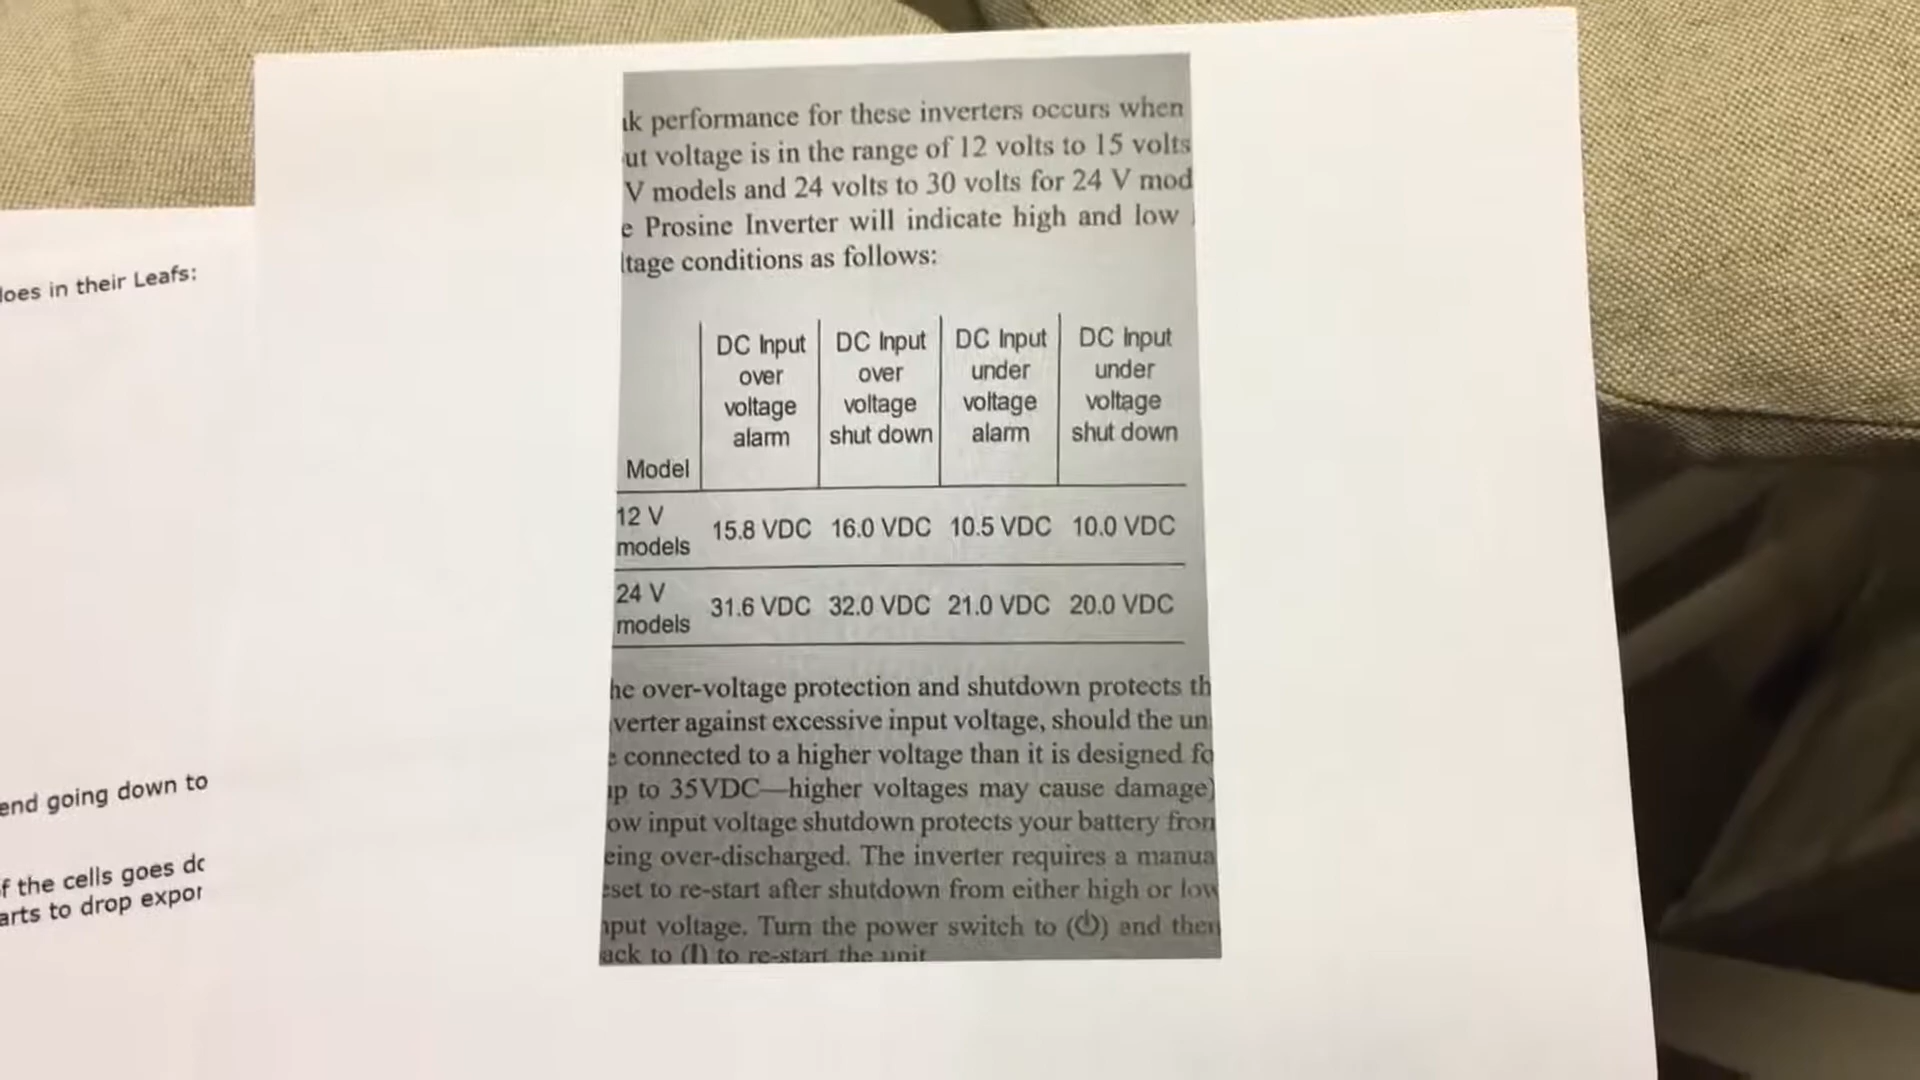 loes in their Leafs:
end going down to
f the cells goes dc
arts to drop expor
ak performance for these inverters occurs when
ut voltage is in the range of 12 volts to 15 volts
V models and 24 volts to 30 volts for 24 V mod
e Prosine Inverter will indicate high and low
ltage conditions as follows:
Model | DC Input over voltage alarm | DC Input over voltage shut down | DC Input under voltage alarm | DC Input under voltage shut down
12 V models 15.8 VDC 16.0 VDC 10.5 VDC 10.0 VDC
24 V models 31.6 VDC 32.0 VDC 21.0 VDC 20.0 VDC
he over-voltage protection and shutdown protects th
verter against excessive input voltage, should the un
e connected to a higher voltage than it is designed fo
up to 35VDC—higher voltages may cause damage)
ow input voltage shutdown protects your battery from
eing over-discharged. The inverter requires a manua
eset to re-start after shutdown from either high or low
nput voltage. Turn the power switch to (⏻) and then
ack to (I) to re-start the unit